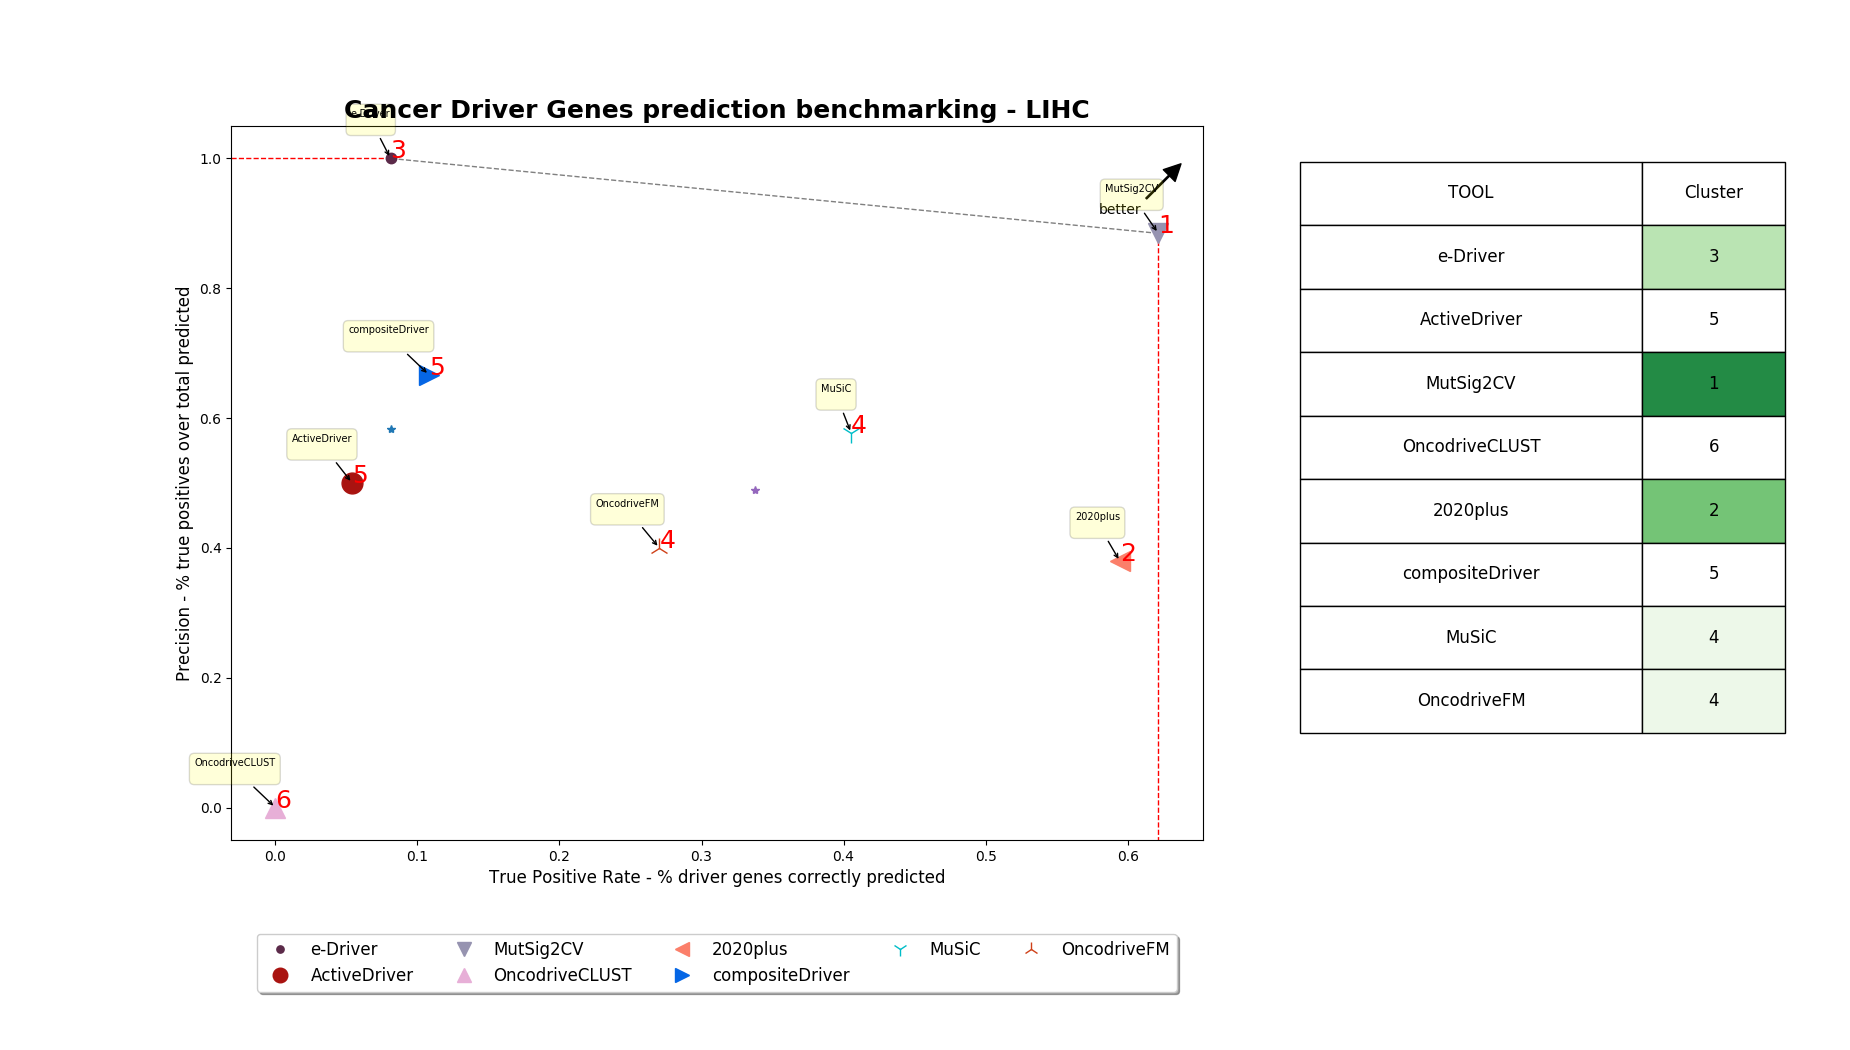 Cancer Driver Genes prediction benchmarking - LIHC
e-Driver
3
1.0
MutSig2CV
better
1
0.8
compositeDriver
5
MuSiC
4
0.6
ActiveDriver
5
OncodriveFM
4
2020plus
2
0.4
0.2
OncodriveCLUST
6
0.0
Precision - % true positives over total predicted
0.0 0.1 0.2 0.3 0.4 0.5 0.6
True Positive Rate - % driver genes correctly predicted
e-Driver MutSig2CV 2020plus MuSiC OncodriveFM
ActiveDriver OncodriveCLUST compositeDriver
TOOL Cluster
e-Driver 3
ActiveDriver 5
MutSig2CV 1
OncodriveCLUST 6
2020plus 2
compositeDriver 5
MuSiC 4
OncodriveFM 4